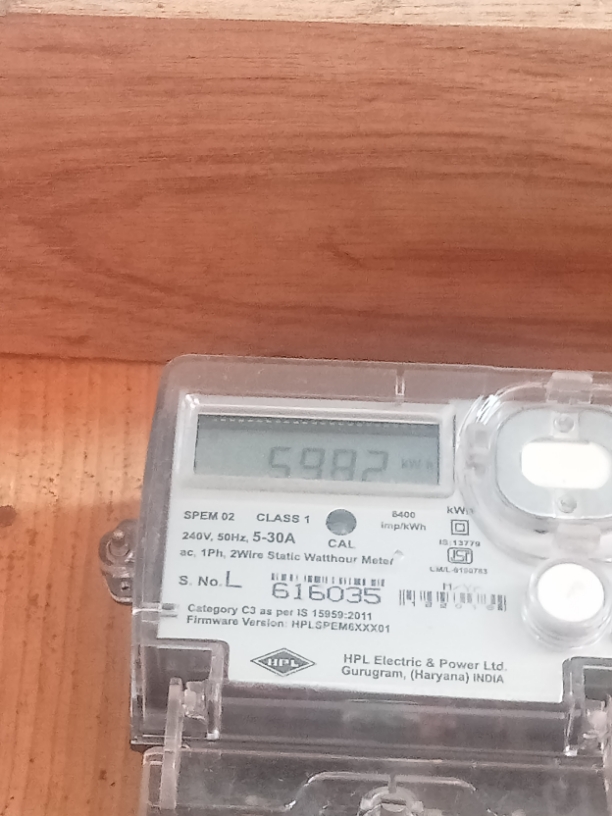 5982 kWh
SPEM 02 CLASS 1 6400 imp/kWh kWh
240V, 50Hz, 5-30A CAL IS:13779
ac, 1Ph, 2Wire Static Watthour Meter
S. No. L 616035
Category C3 as per IS 15959:2011
Firmware Version: HPLSPEM6XXX01
HPL HPL Electric & Power Ltd.
Gurugram, (Haryana) INDIA